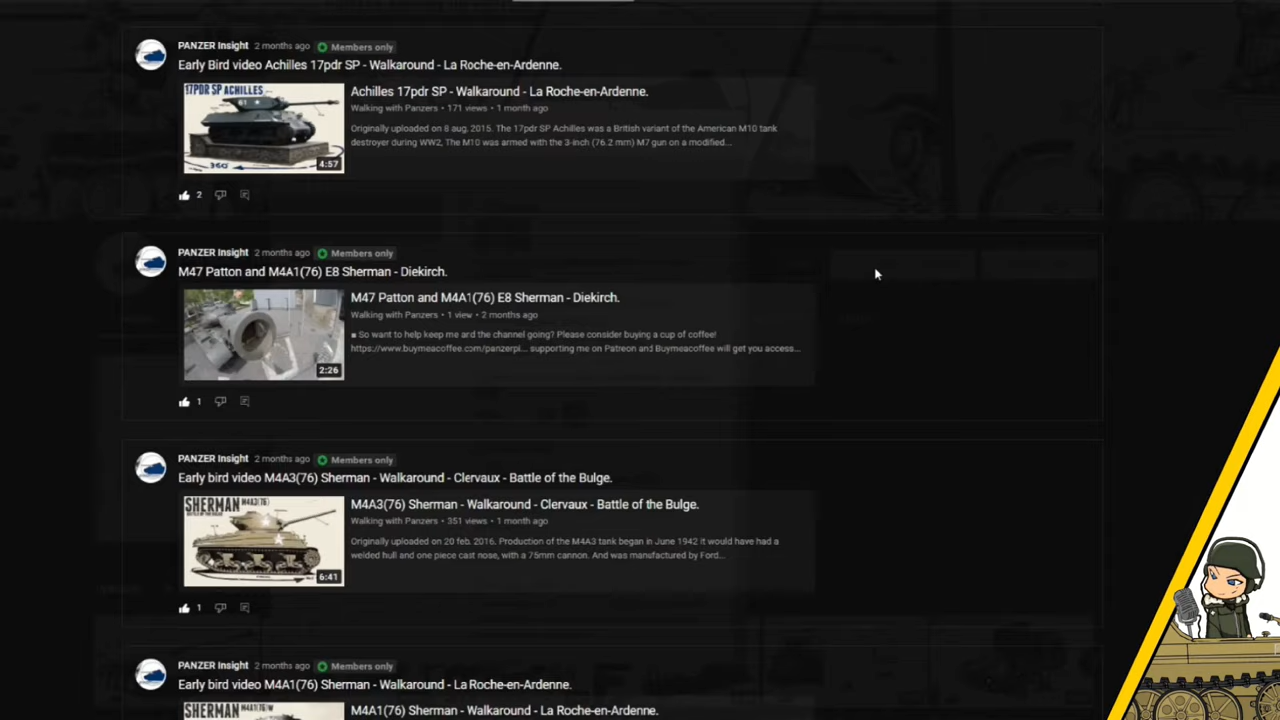 PANZER Insight 2 months ago Members only
Early Bird video Achilles 17pdr SP - Walkaround - La Roche-en-Ardenne.
17PDR SP ACHILLES
Achilles 17pdr SP - Walkaround - La Roche-en-Ardenne.
Walking with Panzers • 171 views • 1 month ago
Originally uploaded on 8 aug. 2015. The 17pdr SP Achilles was a British variant of the American M10 tank
destroyer during WW2, The M10 was armed with the 3-inch (76.2 mm) M7 gun on a modified...
360°
4:57
2
PANZER Insight 2 months ago Members only
M47 Patton and M4A1(76) E8 Sherman - Diekirch.
M47 Patton and M4A1(76) E8 Sherman - Diekirch.
Walking with Panzers • 1 view • 2 months ago
■ So want to help keep me and the channel going? Please consider buying a cup of coffee!
https://www.buymeacoffee.com/panzerpi... supporting me on Patreon and Buymeacoffee will get you access...
2:26
1
PANZER Insight 2 months ago Members only
Early bird video M4A3(76) Sherman - Walkaround - Clervaux - Battle of the Bulge.
SHERMAN M4A3(76)
BATTLE OF THE BULGE
M4A3(76) Sherman - Walkaround - Clervaux - Battle of the Bulge.
Walking with Panzers • 351 views • 1 month ago
Originally uploaded on 20 feb. 2016. Production of the M4A3 tank began in June 1942 it would have had a
welded hull and one piece cast nose, with a 75mm cannon. And was manufactured by Ford...
6:41
1
PANZER Insight 2 months ago Members only
Early bird video M4A1(76) Sherman - Walkaround - La Roche-en-Ardenne.
SHERMAN M4A1(76)W
M4A1(76) Sherman - Walkaround - La Roche-en-Ardenne.